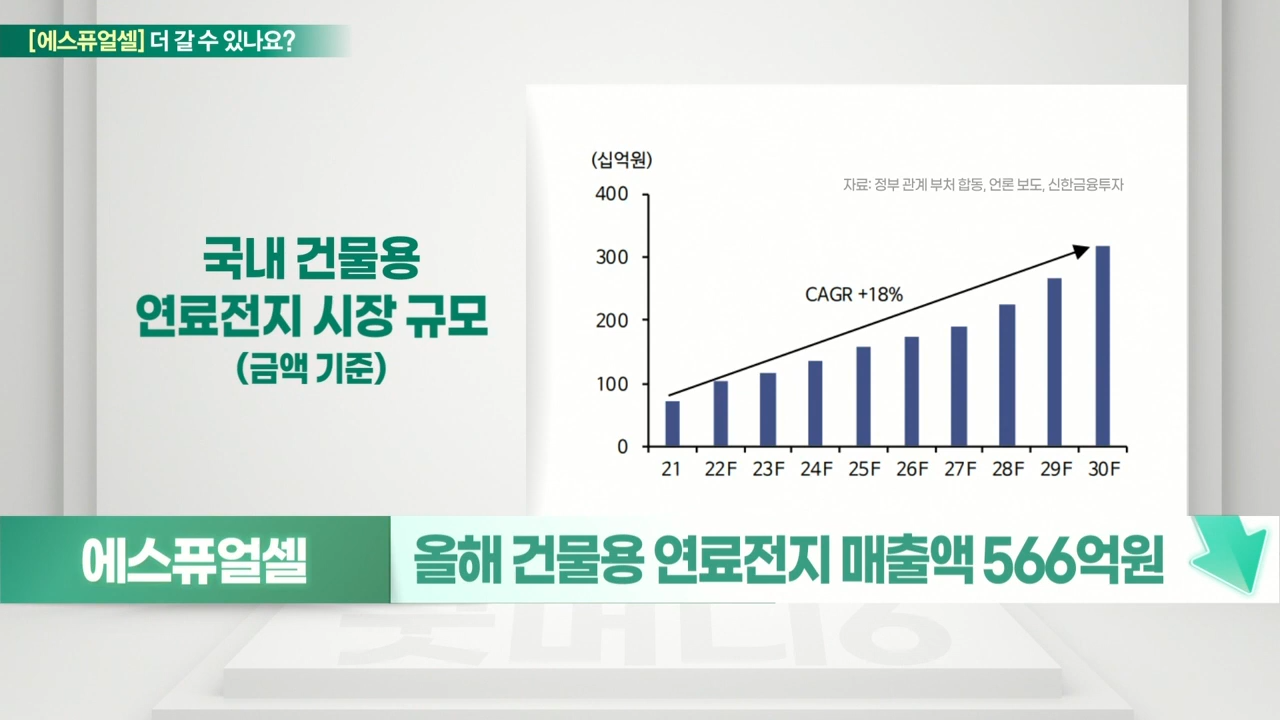 [에스퓨얼셀] 더 갈 수 있나요?
국내 건물용
연료전지 시장 규모
(금액 기준)
(십억원)
자료: 정부 관계 부처 합동, 언론 보도, 신한금융투자
400
300
200
100
0
CAGR +18%
21 22F 23F 24F 25F 26F 27F 28F 29F 30F
에스퓨얼셀
올해 건물용 연료전지 매출액 566억원